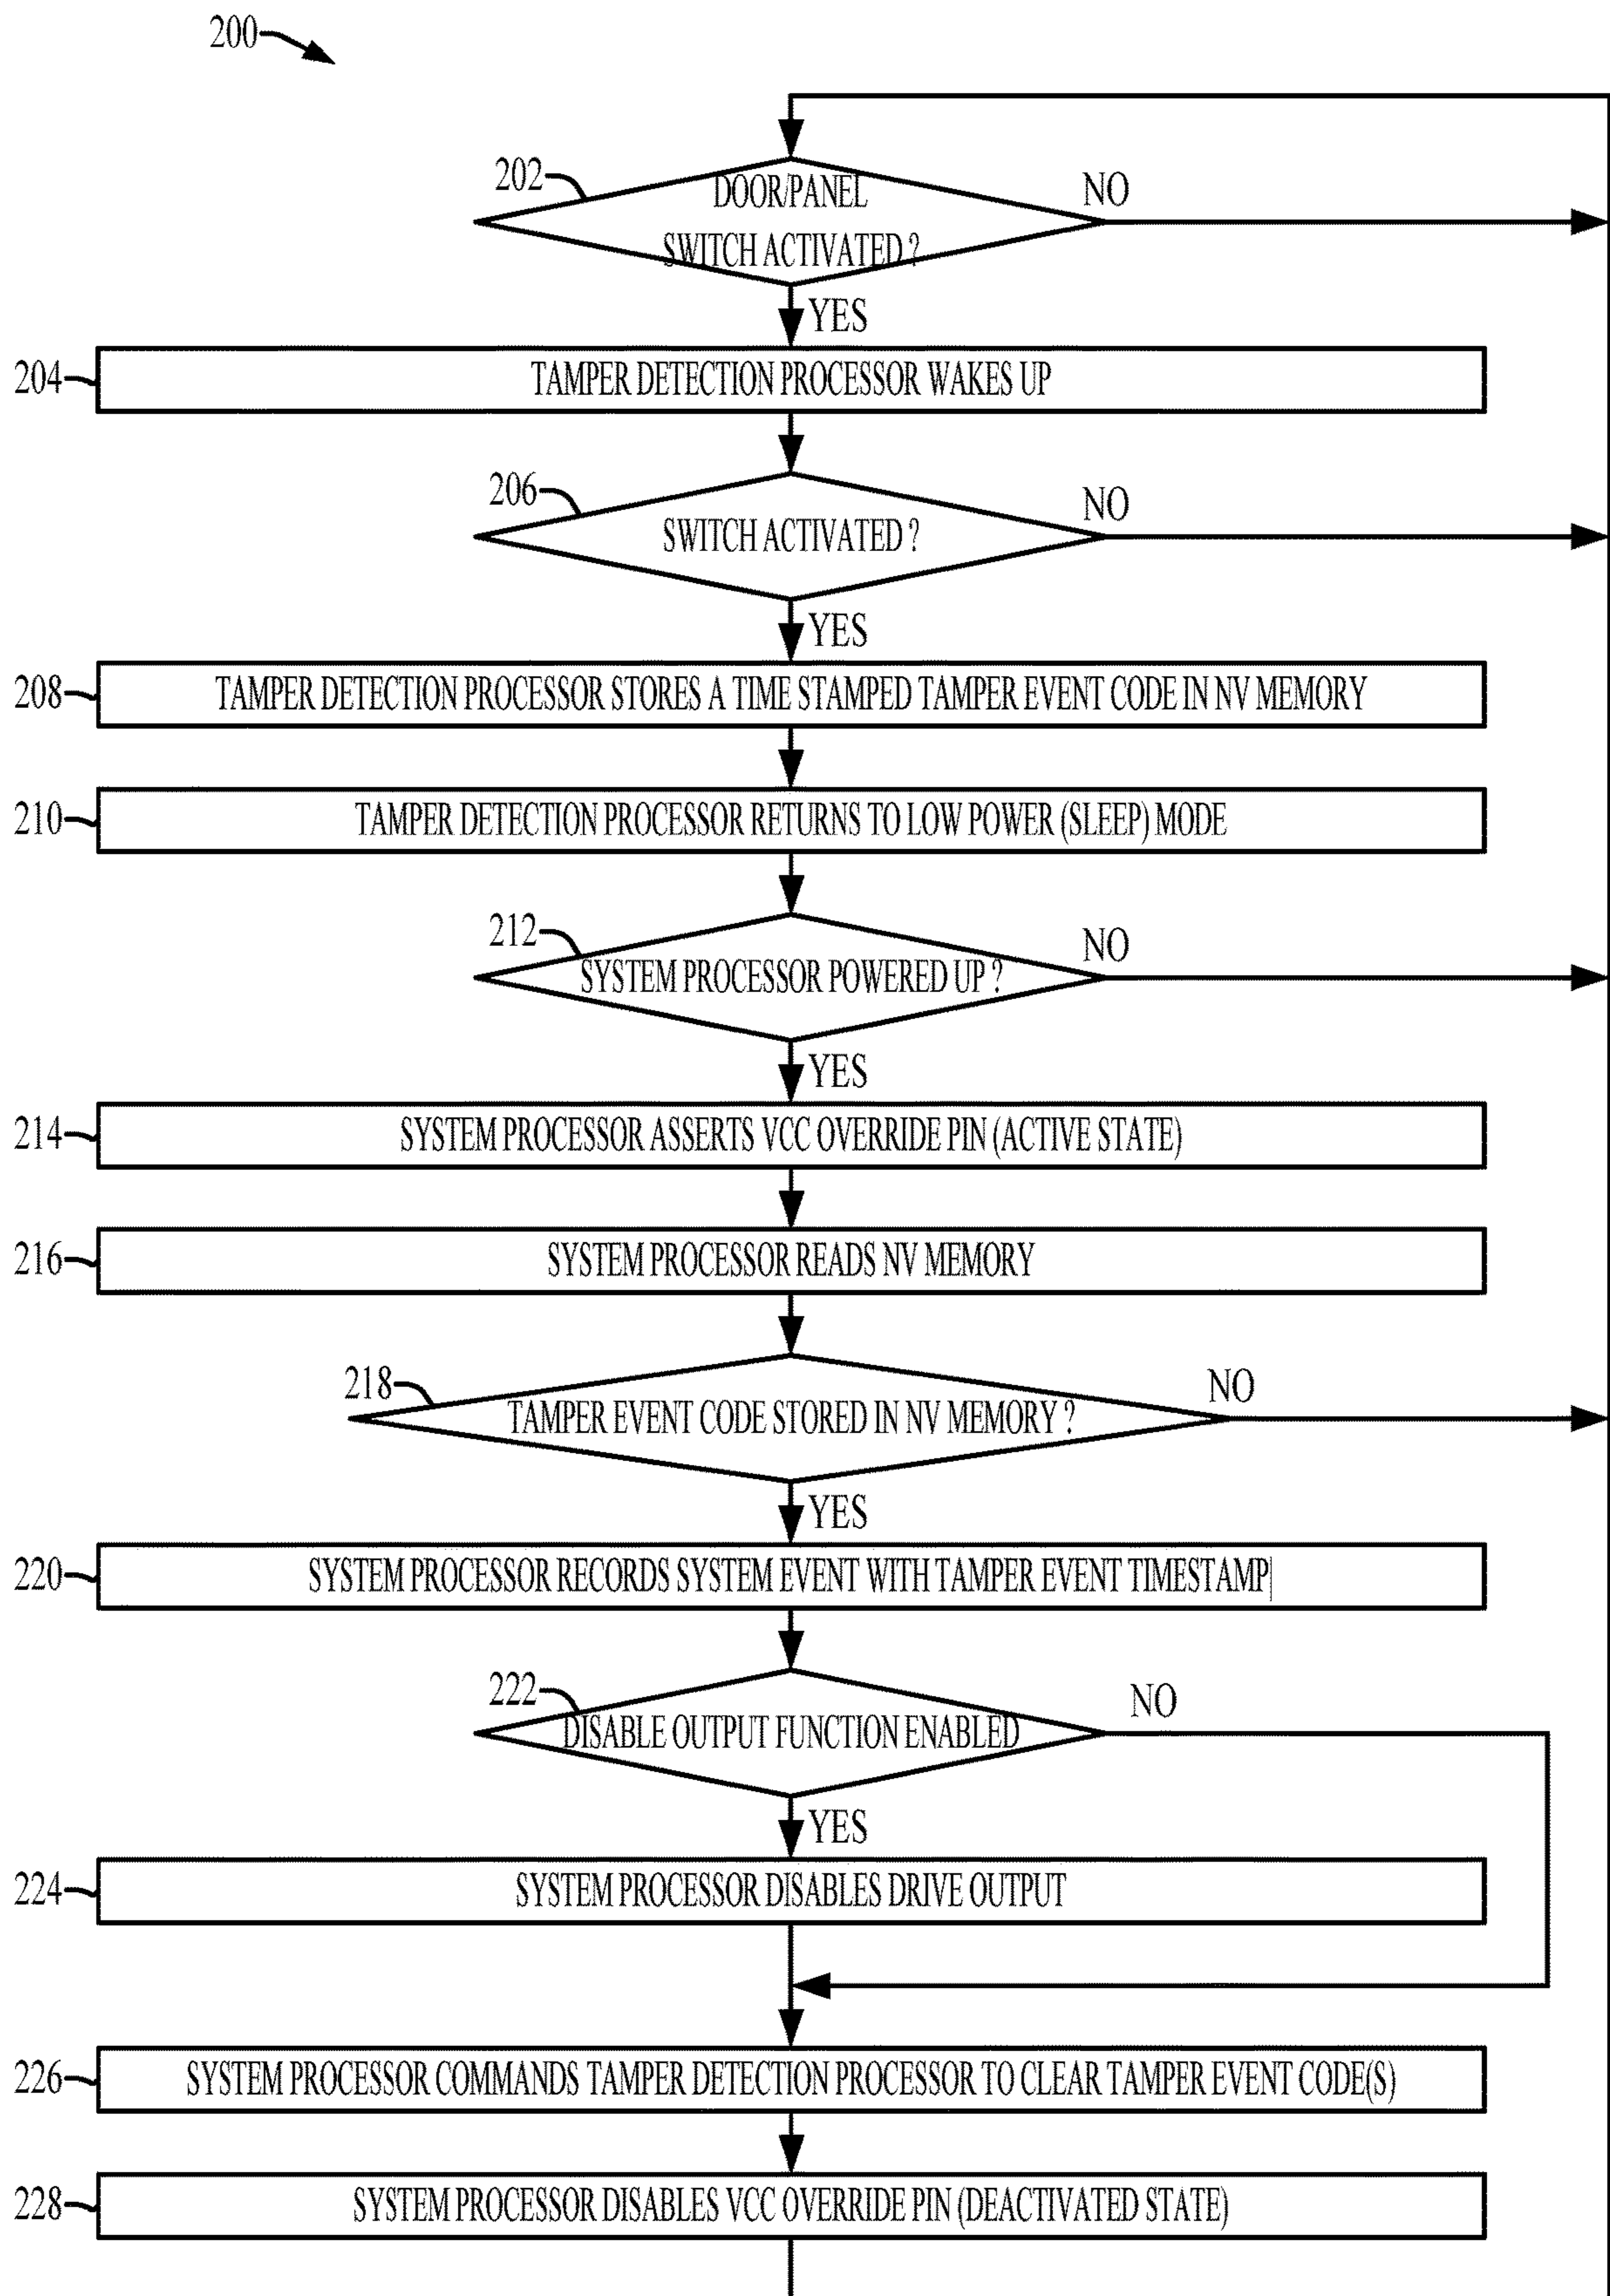 200
202
DOOR/PANEL
NO
SWITCH ACTIVATED ?
YES
204
TAMPER DETECTION PROCESSOR WAKES UP
206
NO
SWITCH ACTIVATED ?
YES
208
TAMPER DETECTION PROCESSOR STORES A TIME STAMPED TAMPER EVENT CODE IN NV MEMORY
210
TAMPER DETECTION PROCESSOR RETURNS TO LOW POWER (SLEEP) MODE
212
NO
SYSTEM PROCESSOR POWERED UP ?
YES
214
SYSTEM PROCESSOR ASSERTS VCC OVERRIDE PIN (ACTIVE STATE)
216
SYSTEM PROCESSOR READS NV MEMORY
218
NO
TAMPER EVENT CODE STORED IN NV MEMORY ?
YES
220
SYSTEM PROCESSOR RECORDS SYSTEM EVENT WITH TAMPER EVENT TIMESTAMP
222
NO
DISABLE OUTPUT FUNCTION ENABLED
YES
224
SYSTEM PROCESSOR DISABLES DRIVE OUTPUT
226
SYSTEM PROCESSOR COMMANDS TAMPER DETECTION PROCESSOR TO CLEAR TAMPER EVENT CODE(S)
228
SYSTEM PROCESSOR DISABLES VCC OVERRIDE PIN (DEACTIVATED STATE)